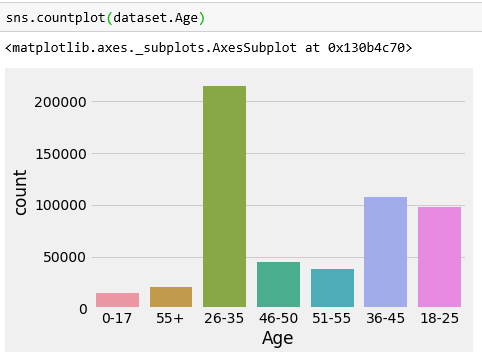 sns.countplot(dataset.Age)
<matplotlib.axes._subplots.AxesSubplot at 0x130b4c70>
200000
150000
100000
50000
0
count
0-17 55+ 26-35 46-50 51-55 36-45 18-25
Age